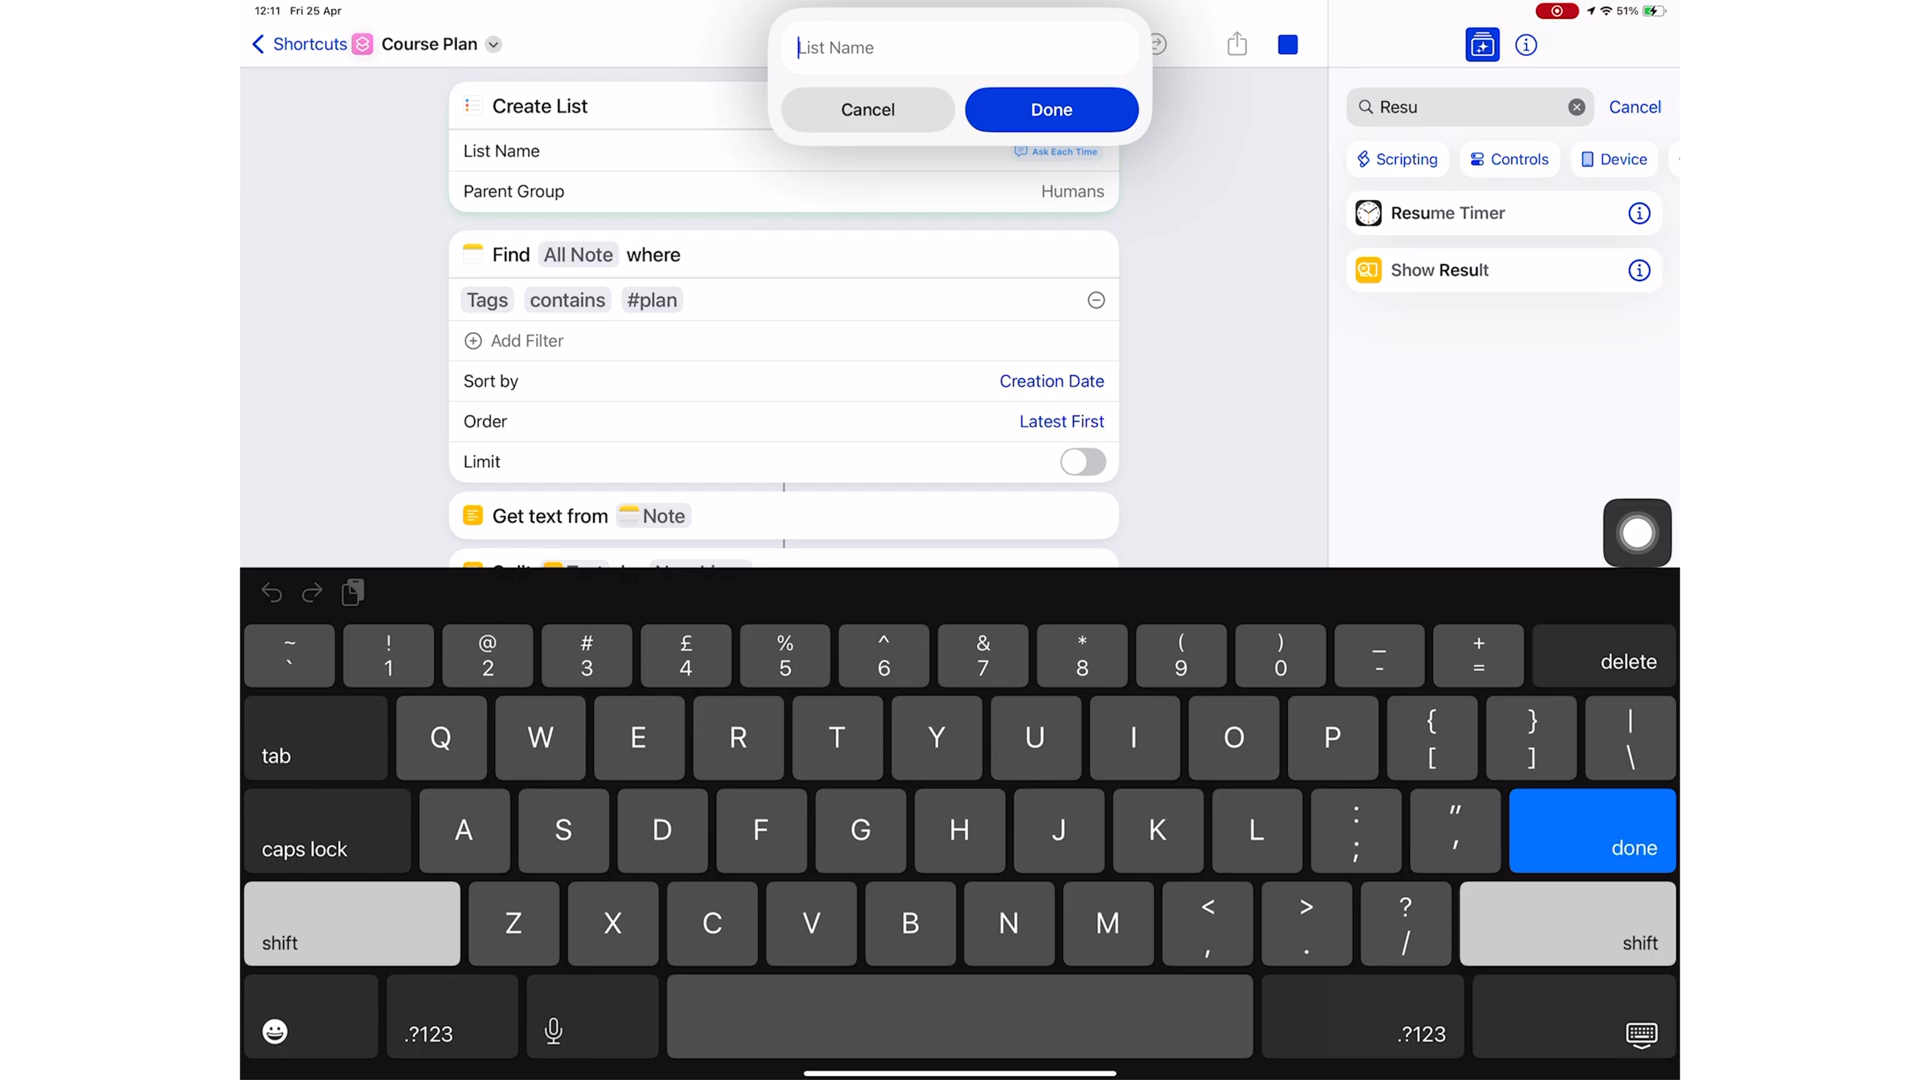 12:11 Fri 25 Apr
51%
Shortcuts Course Plan
List Name
Cancel Done
Create List
List Name Ask Each Time
Parent Group Humans
Find All Note where
Tags contains #plan
Add Filter
Sort by Creation Date
Order Latest First
Limit
Get text from Note
Resu Cancel
Scripting Controls Device
Resume Timer
Show Result
~ ! @ # £ % ^ & * ( ) _ +
` 1 2 3 4 5 6 7 8 9 0 - = delete
tab Q W E R T Y U I O P { [ } ] | \
caps lock A S D F G H J K L : ; " ' done
shift Z X C V B N M < , > . ? / shift
.?123 .?123